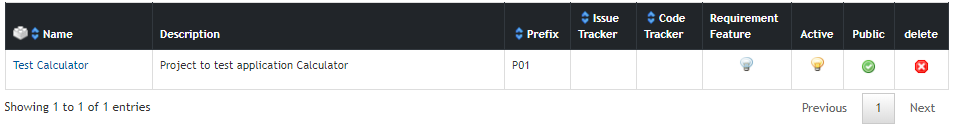 Name Description Prefix Issue Tracker Code Tracker Requirement Feature Active Public delete
Test Calculator Project to test application Calculator P01
Showing 1 to 1 of 1 entries Previous 1 Next